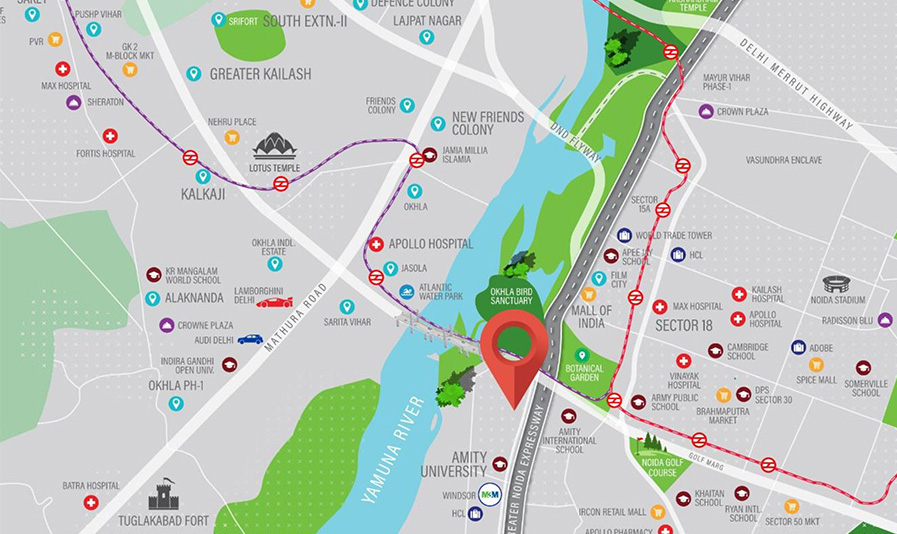 SRIFORT
SOUTH EXTN.-II
DEFENCE COLONY
LAJPAT NAGAR
TEMPLE
DELHI MERRUT HIGHWAY
PUSHP VIHAR
PVR
GK 2
M-BLOCK MKT
MAX HOSPITAL
SHERATON
GREATER KAILASH
MAYUR VIHAR
PHASE-1
CROWN PLAZA
FRIENDS
COLONY
NEW FRIENDS
COLONY
NEHRU PLACE
FORTIS HOSPITAL
LOTUS TEMPLE
JAMIA MILLIA
ISLAMIA
DND FLYWAY
VASUNDHRA ENCLAVE
KALKAJI
OKHLA
SECTOR
15A
OKHLA INDL.
ESTATE
APOLLO HOSPITAL
WORLD TRADE TOWER
APEEJAY
SCHOOL
HCL
KR MANGALAM
WORLD SCHOOL
JASOLA
FILM
CITY
ALAKNANDA
LAMBORGHINI
DELHI
ATLANTIC
WATER PARK
OKHLA BIRD
SANCTUARY
MALL OF
INDIA
MAX HOSPITAL
KAILASH
HOSPITAL
NOIDA STADIUM
CROWNE PLAZA
SARITA VIHAR
SECTOR 18
APOLLO
HOSPITAL
RADISSON BLU
AUDI DELHI
MATHURA ROAD
INDIRA GANDHI
OPEN UNIV.
OKHLA PH-1
BOTANICAL
GARDEN
CAMBRIDGE
SCHOOL
ADOBE
VINAYAK
HOSPITAL
SPICE MALL
SOMERVILLE
SCHOOL
ARMY PUBLIC
SCHOOL
BRAHMAPUTRA
MARKET
DPS
SECTOR 30
YAMUNA RIVER
AMITY
INTERNATIONAL
SCHOOL
GOLF MARG
AMITY
UNIVERSITY
EATER NOIDA EXPRESSWAY
NOIDA GOLF
COURSE
BATRA HOSPITAL
WINDSOR
HCL
KHAITAN
SCHOOL
RYAN INTL.
SCHOOL
TUGLAKABAD FORT
IRCON RETAIL MALL
SECTOR 50 MKT
APOLLO PHARMACY